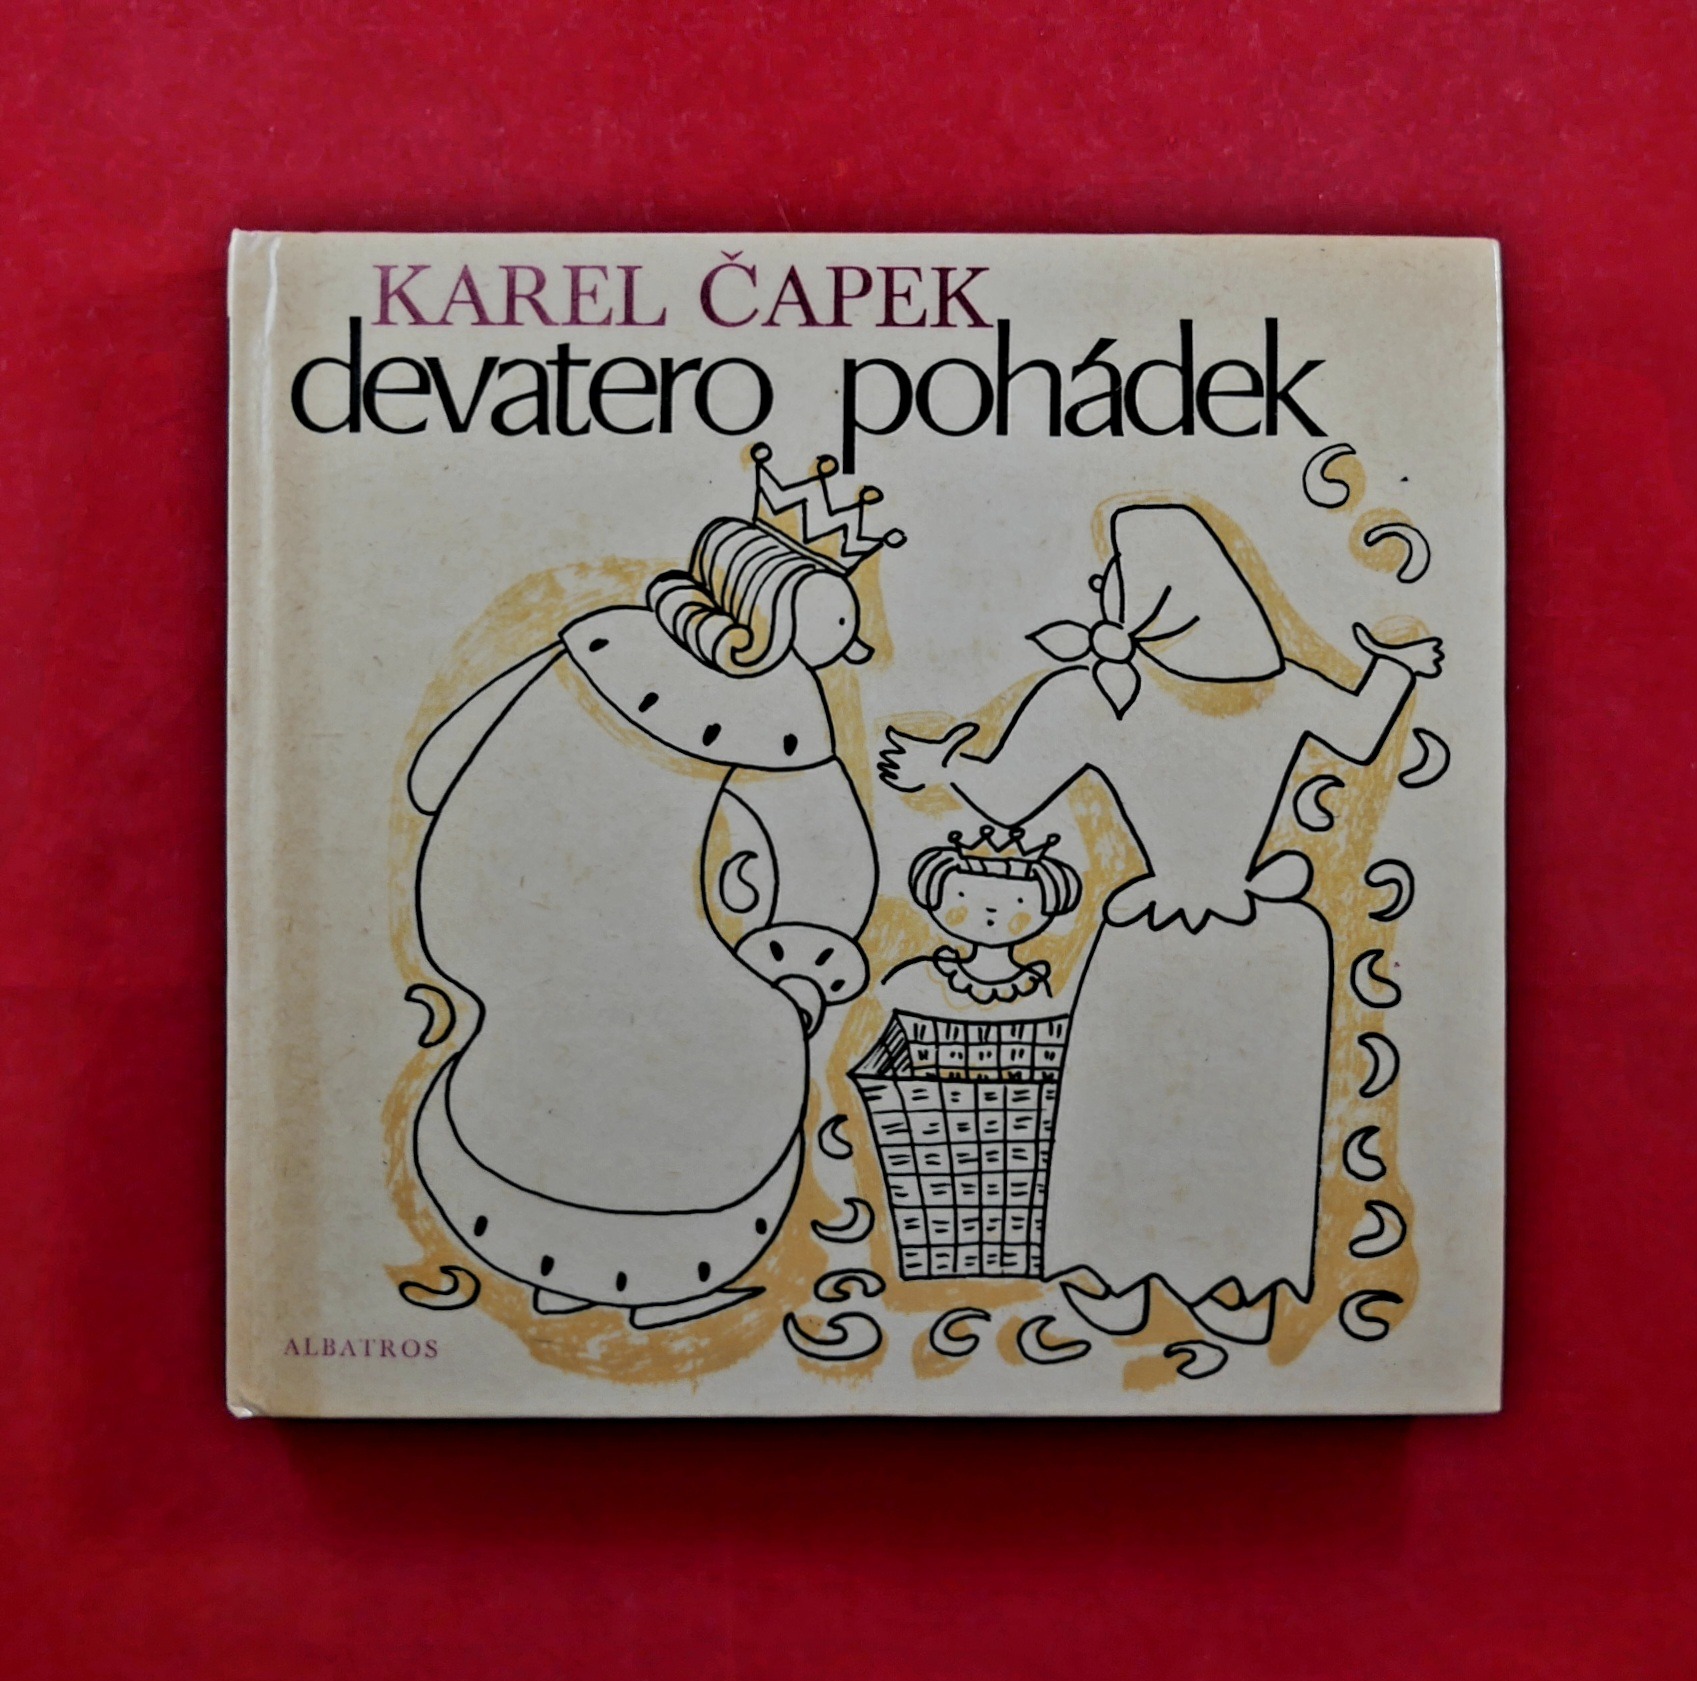 KAREL ČAPEK
devatero pohádek
ALBATROS